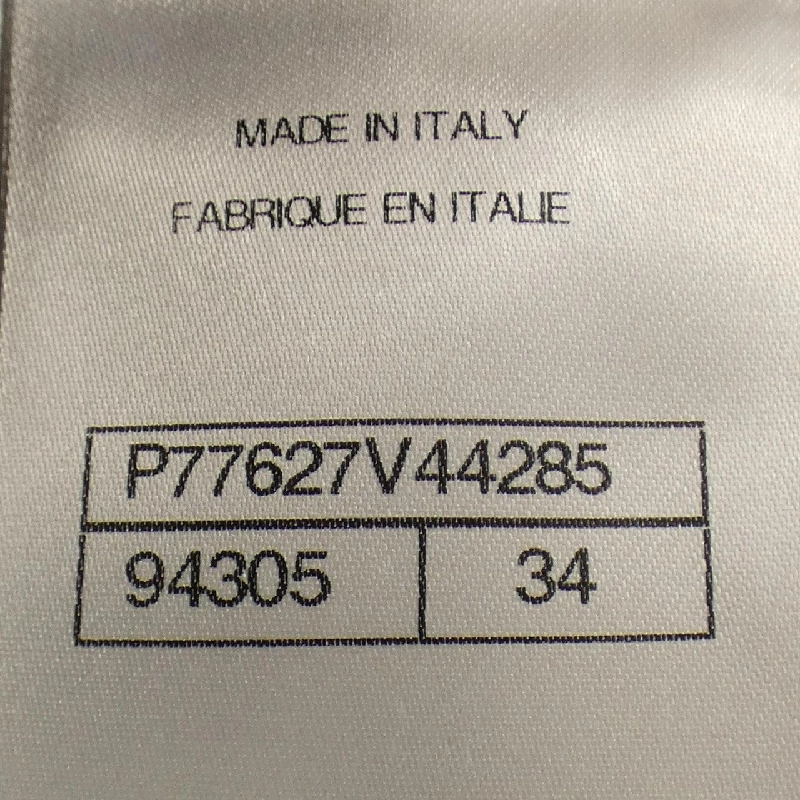 MADE IN ITALY
FABRIQUE EN ITALIE
P77627V44285
94305 34